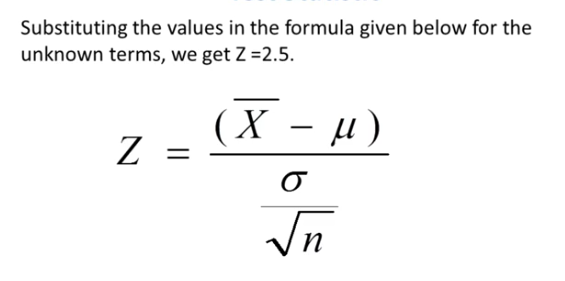 Substituting the values in the formula given below for the
unknown terms, we get Z =2.5.
Z = (X̅ − μ) / (σ / √n)